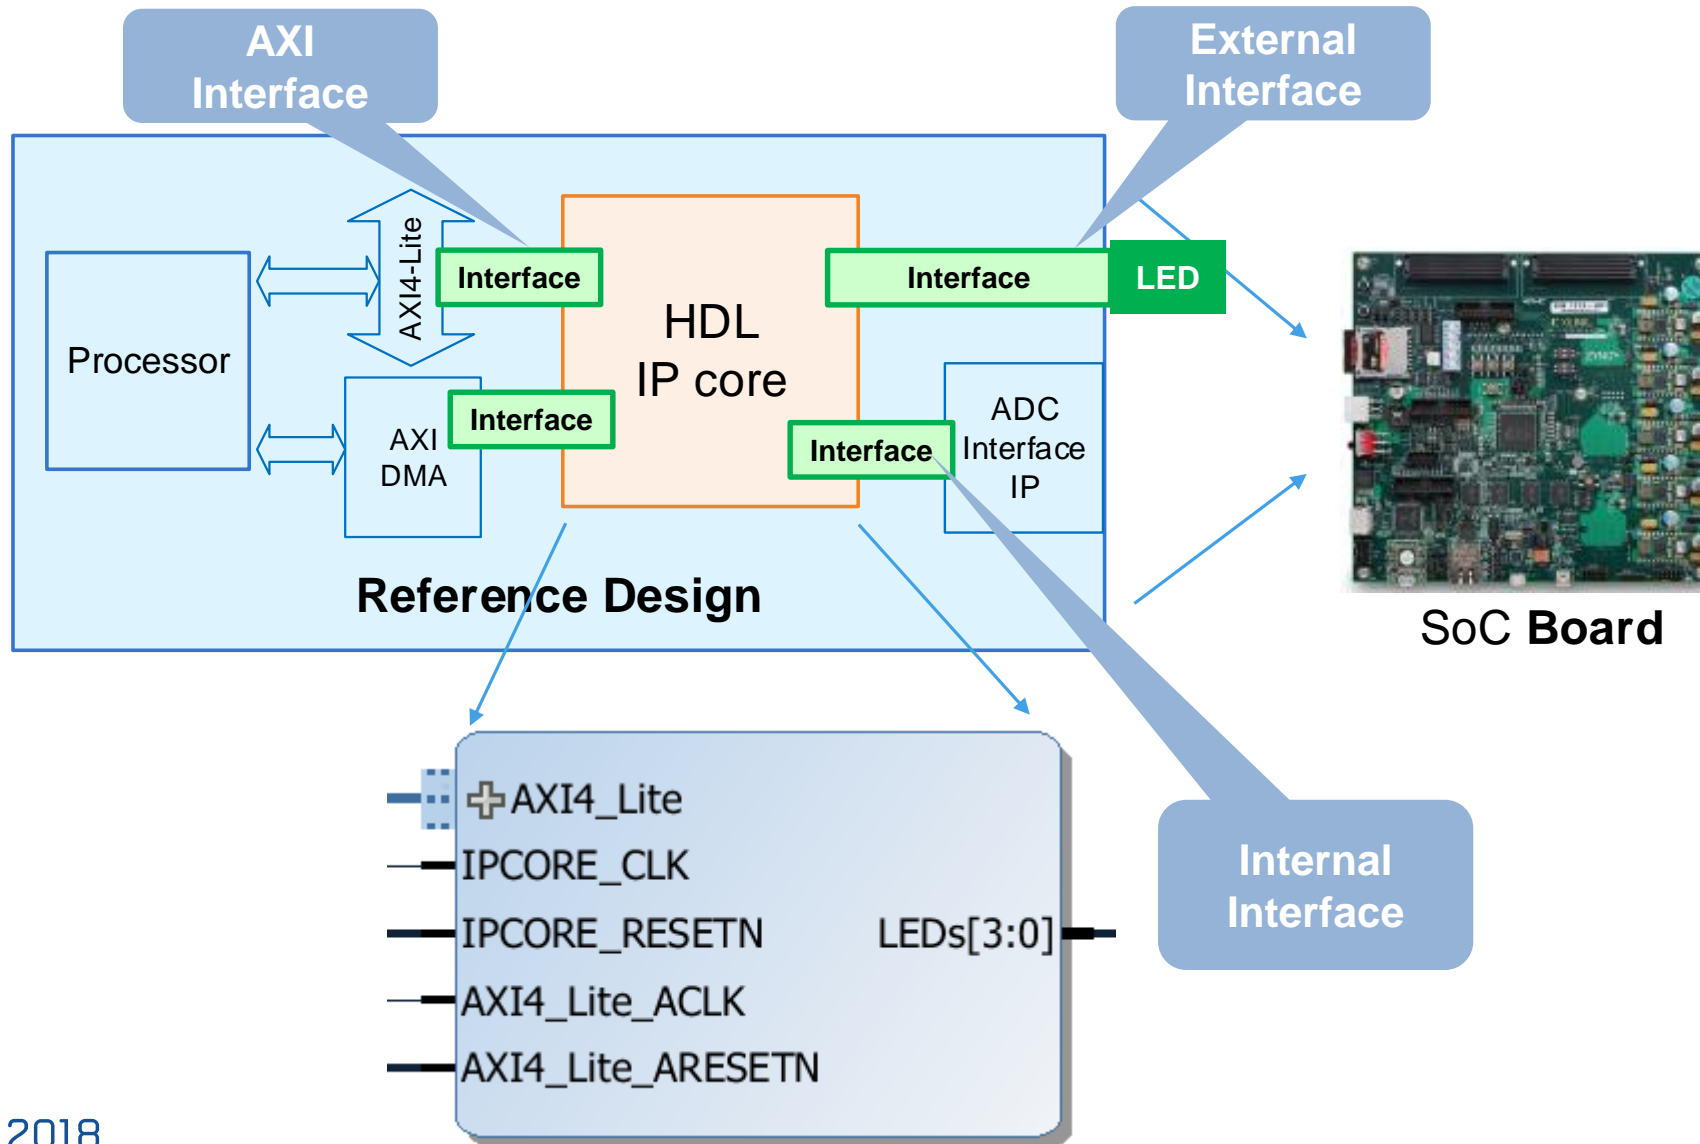 AXI
Interface
External
Interface
AXI4-Lite
Interface
Interface
LED
Processor
HDL
IP core
Interface
AXI
DMA
Interface
ADC
Interface
IP
Reference Design
SoC Board
AXI4_Lite
IPCORE_CLK
IPCORE_RESETN
LEDs[3:0]
AXI4_Lite_ACLK
AXI4_Lite_ARESETN
Internal
Interface
2018